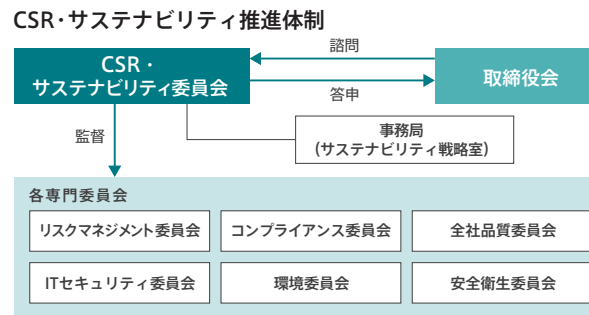 CSR・サステナビリティ推進体制
諮問
CSR・
サステナビリティ委員会
取締役会
答申
監督
事務局
(サステナビリティ戦略室)
各専門委員会
リスクマネジメント委員会
コンプライアンス委員会
全社品質委員会
ITセキュリティ委員会
環境委員会
安全衛生委員会